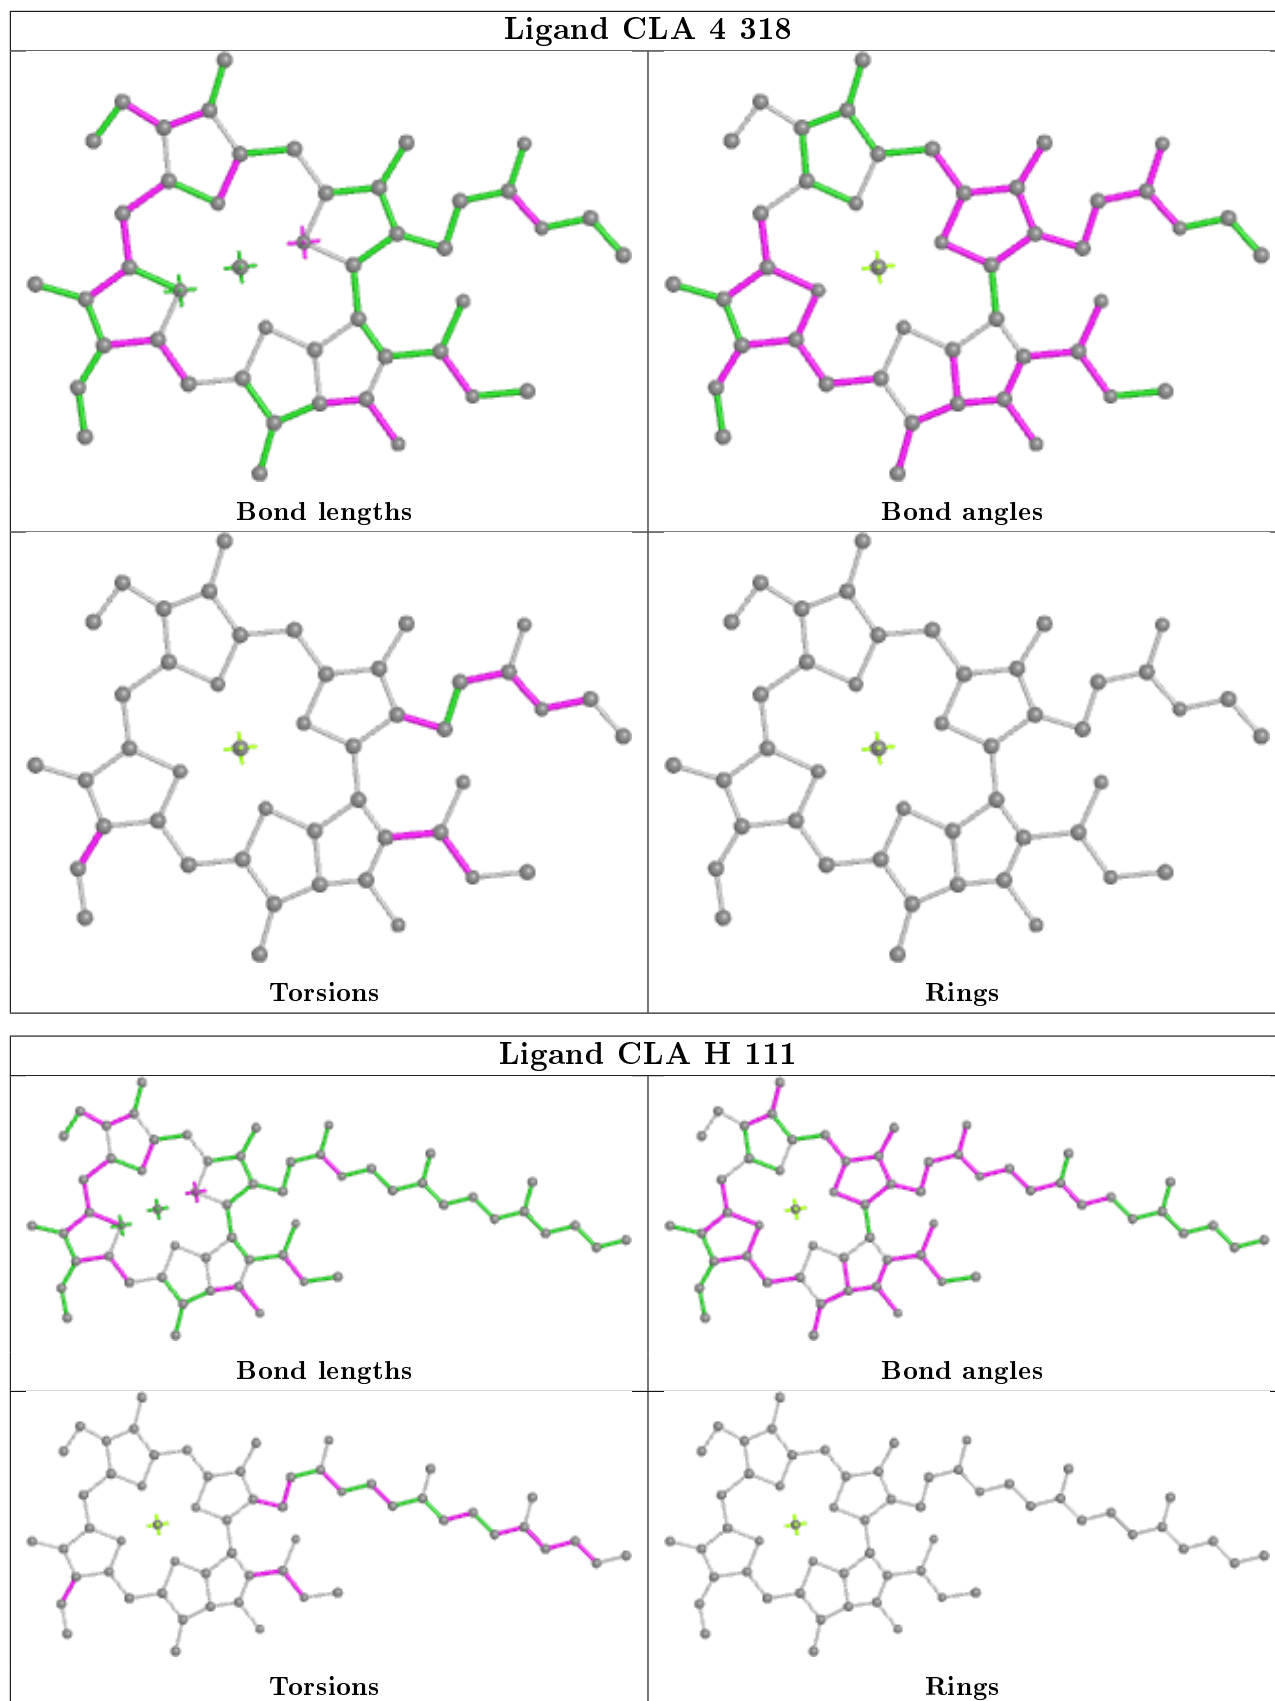 Ligand CLA 4 318
Bond lengths
Bond angles
Torsions
Rings
Ligand CLA H 111
Bond lengths
Bond angles
Torsions
Rings